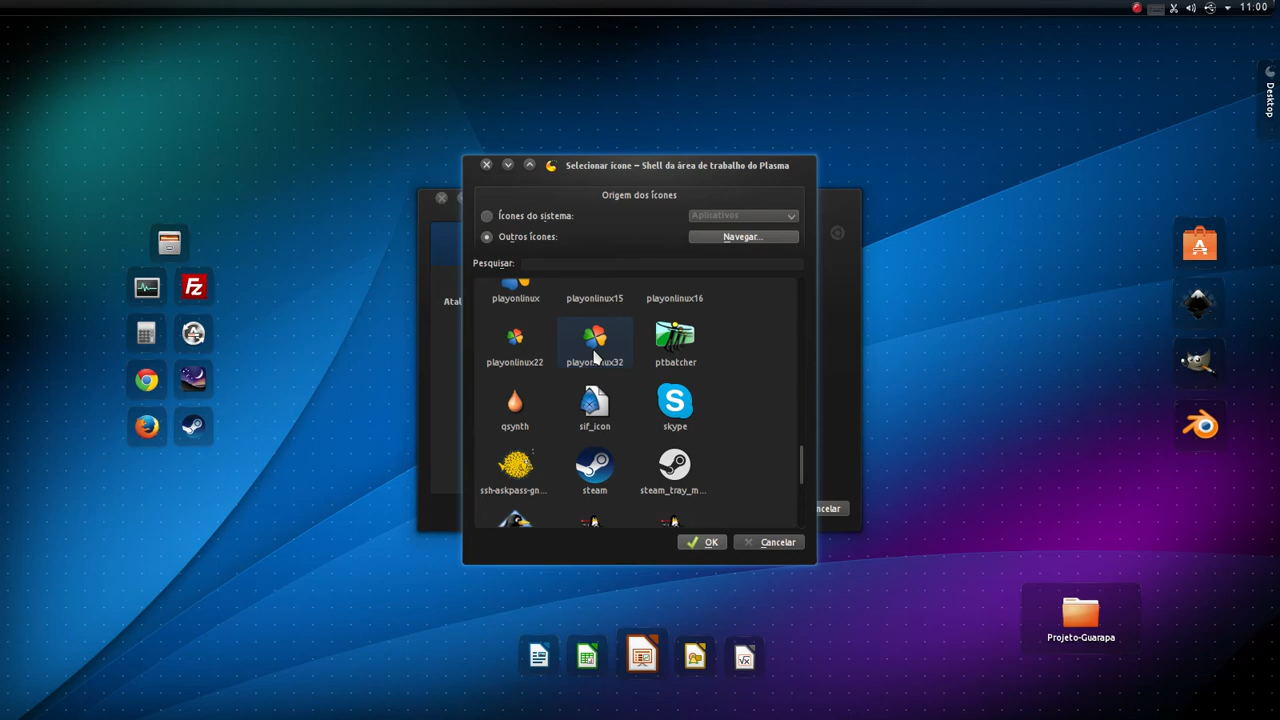 11:00
Desktop
Selecionar ícone – Shell da área de trabalho do Plasma
Origem dos Ícones
Ícones do sistema:
Aplicativos
Outros ícones:
Navegar...
Pesquisar:
Atal
playonlinux
playonlinux15
playonlinux16
playonlinux22
playonlinux32
ptbatcher
qsynth
sif_icon
skype
ssh-askpass-gn...
steam
steam_tray_m...
OK
Cancelar
ncelar
Projeto-Guarapa